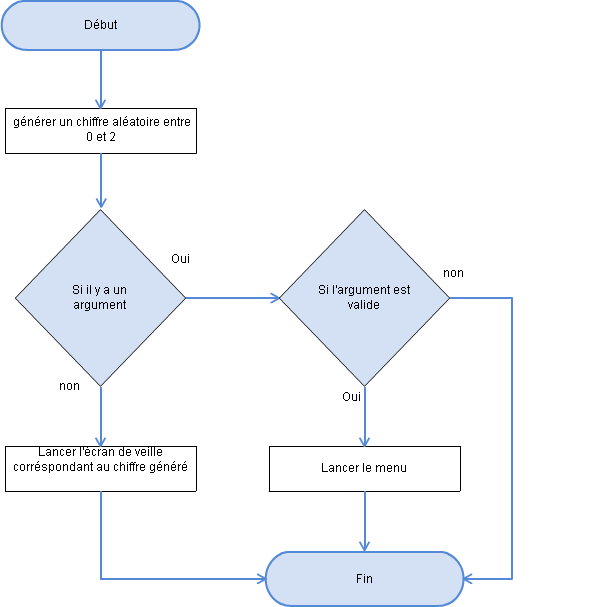 Début
générer un chiffre aléatoire entre
0 et 2
Oui
Si il y a un
argument
Si l'argument est
valide
non
non
Oui
Lancer l'écran de veille
corréspondant au chiffre généré
Lancer le menu
Fin